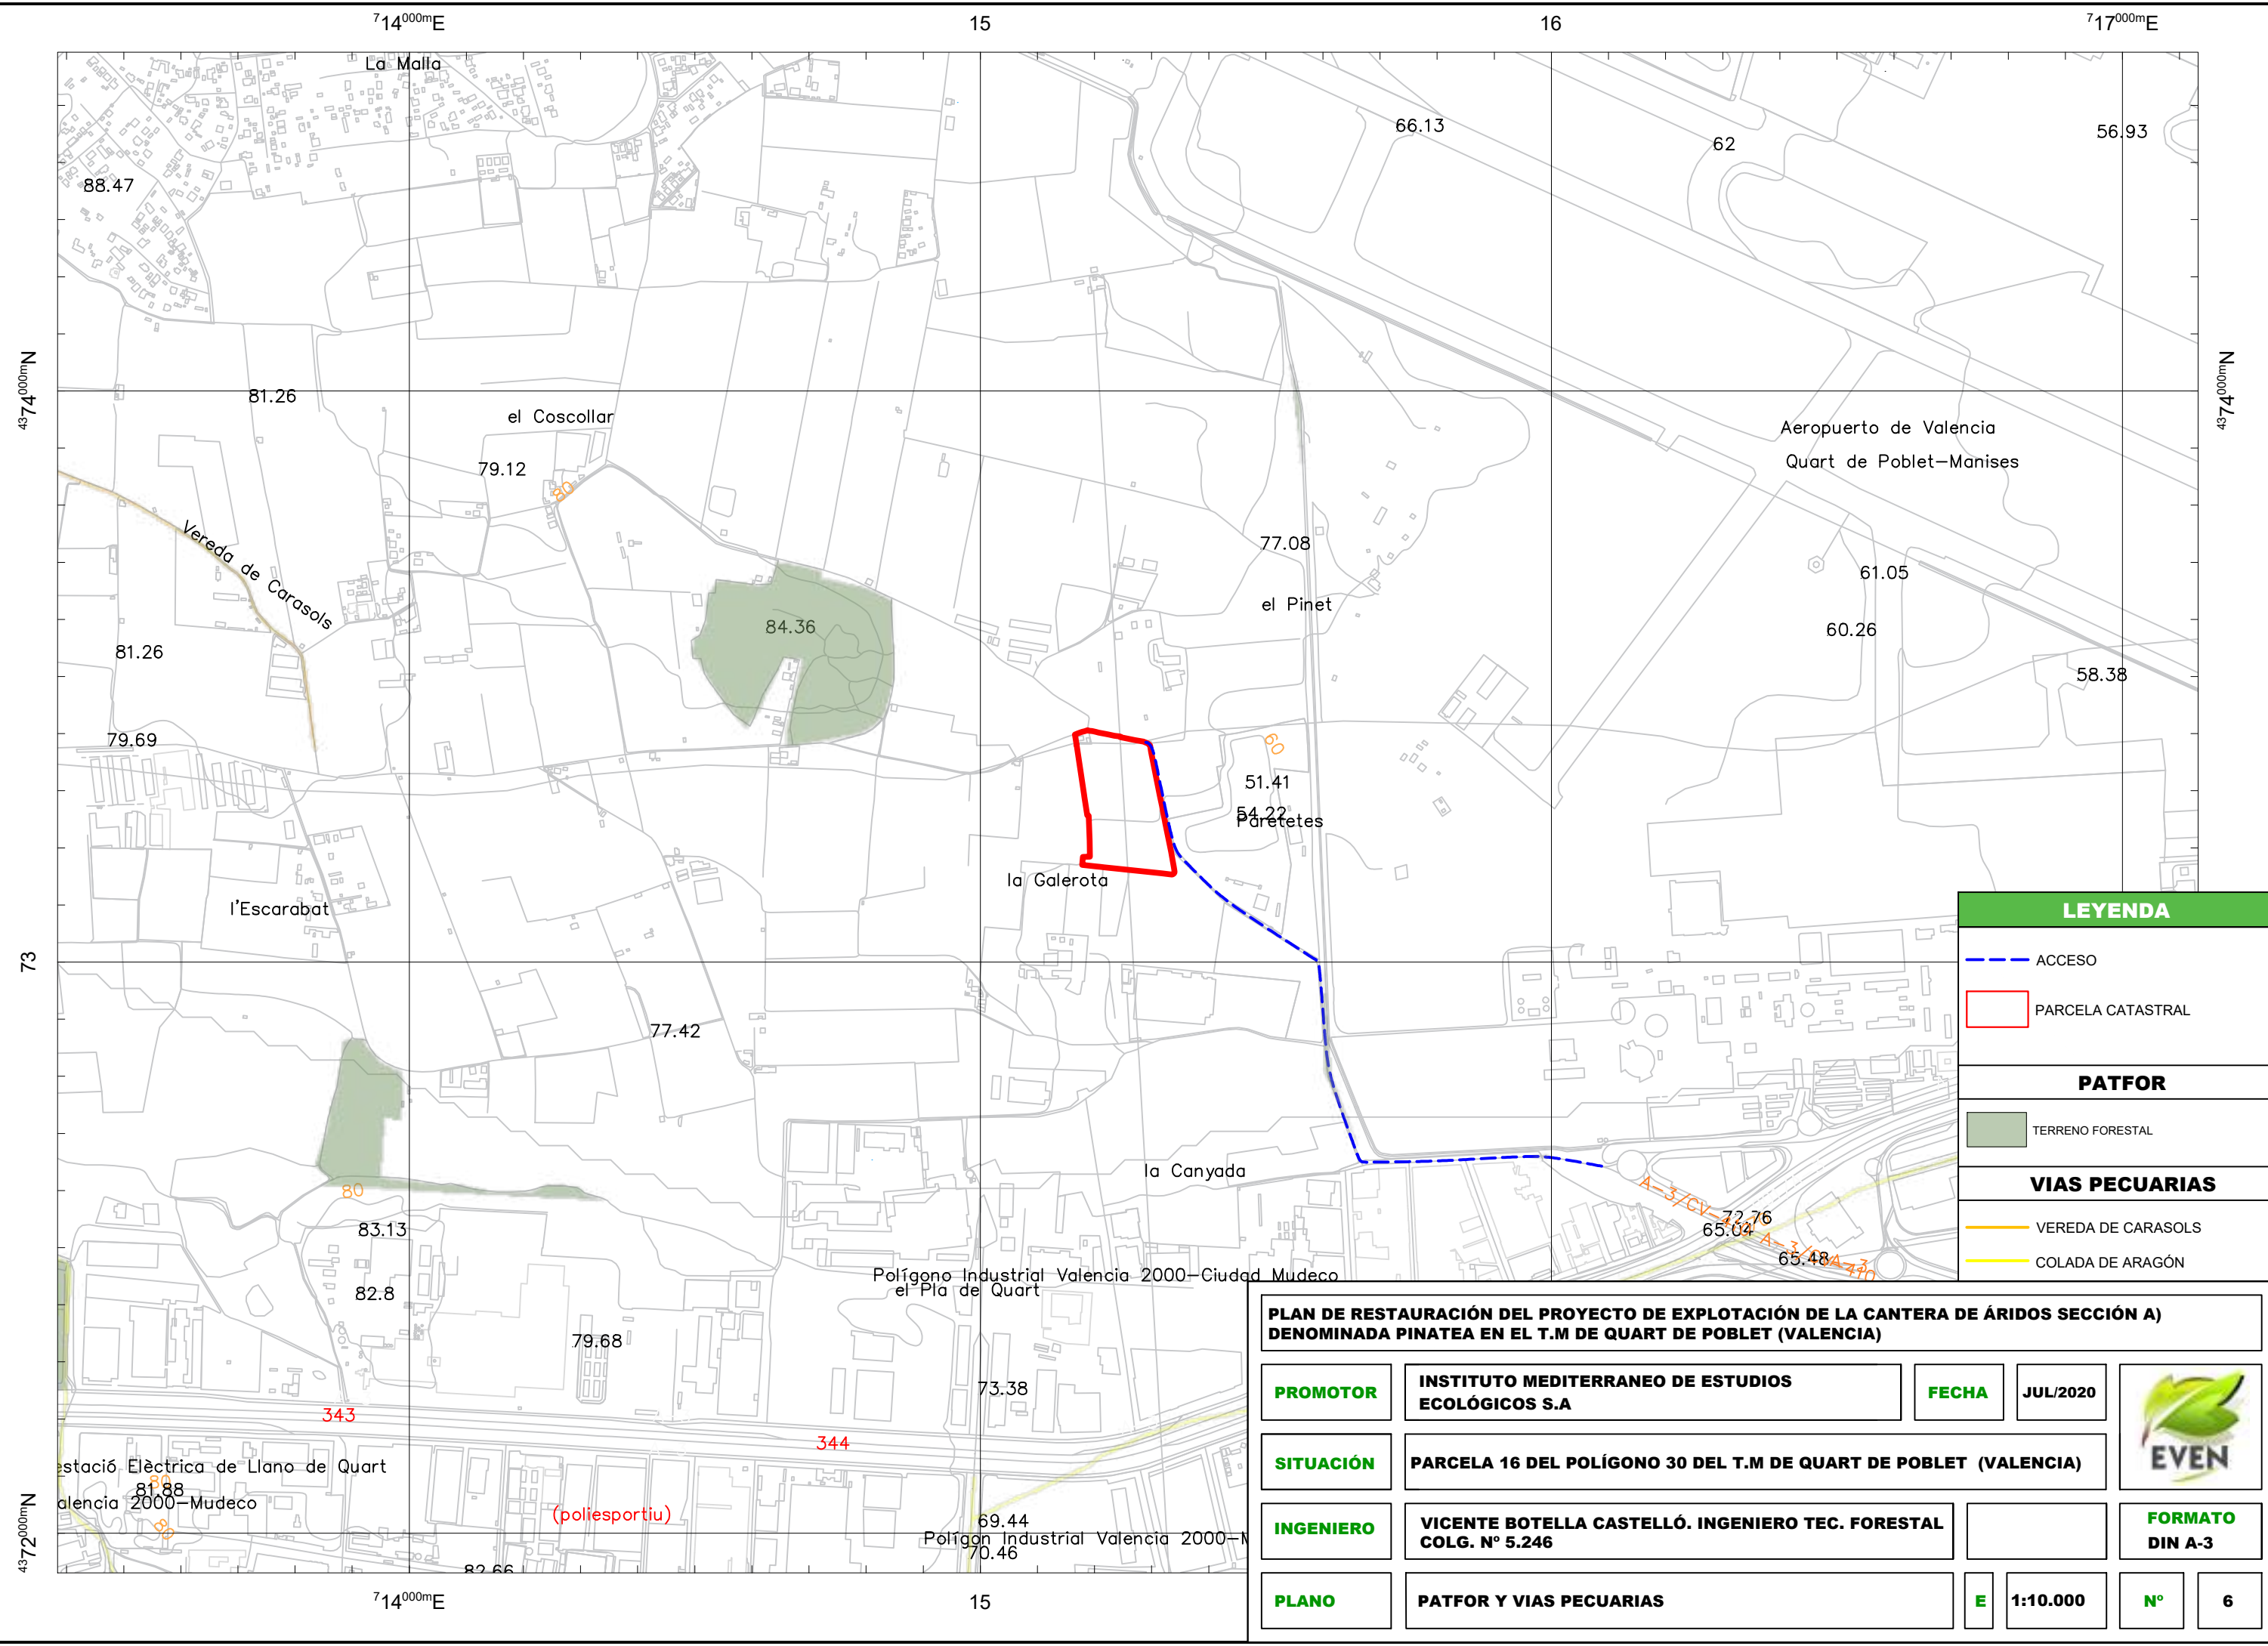 714000mE
15
16
717000mE
La Malla
66.13
62
56.93
88.47
4374000mN
4374000mN
81.26
el Coscollar
Aeropuerto de Valencia
Quart de Poblet-Manises
79.12
80
Vereda de Carasols
77.08
61.05
el Pinet
84.36
60.26
81.26
58.38
79.69
60
51.41
54.22
Paretetes
la Galerota
l'Escarabat
73
77.42
la Canyada
80
83.13
72.76
65.04
65.48
82.8
Polígono Industrial Valencia 2000-Ciudad Mudeco
el Pla de Quart
79.68
73.38
343
344
estació Elèctrica de Llano de Quart
80
81.88
alencia 2000-Mudeco
80
(poliesportiu)
69.44
Polígon Industrial Valencia 2000-M
70.46
82.66
4372000mN
714000mE
15
LEYENDA
ACCESO
PARCELA CATASTRAL
PATFOR
TERRENO FORESTAL
VIAS PECUARIAS
VEREDA DE CARASOLS
COLADA DE ARAGÓN
PLAN DE RESTAURACIÓN DEL PROYECTO DE EXPLOTACIÓN DE LA CANTERA DE ÁRIDOS SECCIÓN A)
DENOMINADA PINATEA EN EL T.M DE QUART DE POBLET (VALENCIA)
PROMOTOR
INSTITUTO MEDITERRANEO DE ESTUDIOS
ECOLÓGICOS S.A
FECHA
JUL/2020
EVEN
SITUACIÓN
PARCELA 16 DEL POLÍGONO 30 DEL T.M DE QUART DE POBLET (VALENCIA)
INGENIERO
VICENTE BOTELLA CASTELLÓ. INGENIERO TEC. FORESTAL
COLG. Nº 5.246
FORMATO
DIN A-3
PLANO
PATFOR Y VIAS PECUARIAS
E
1:10.000
Nº
6